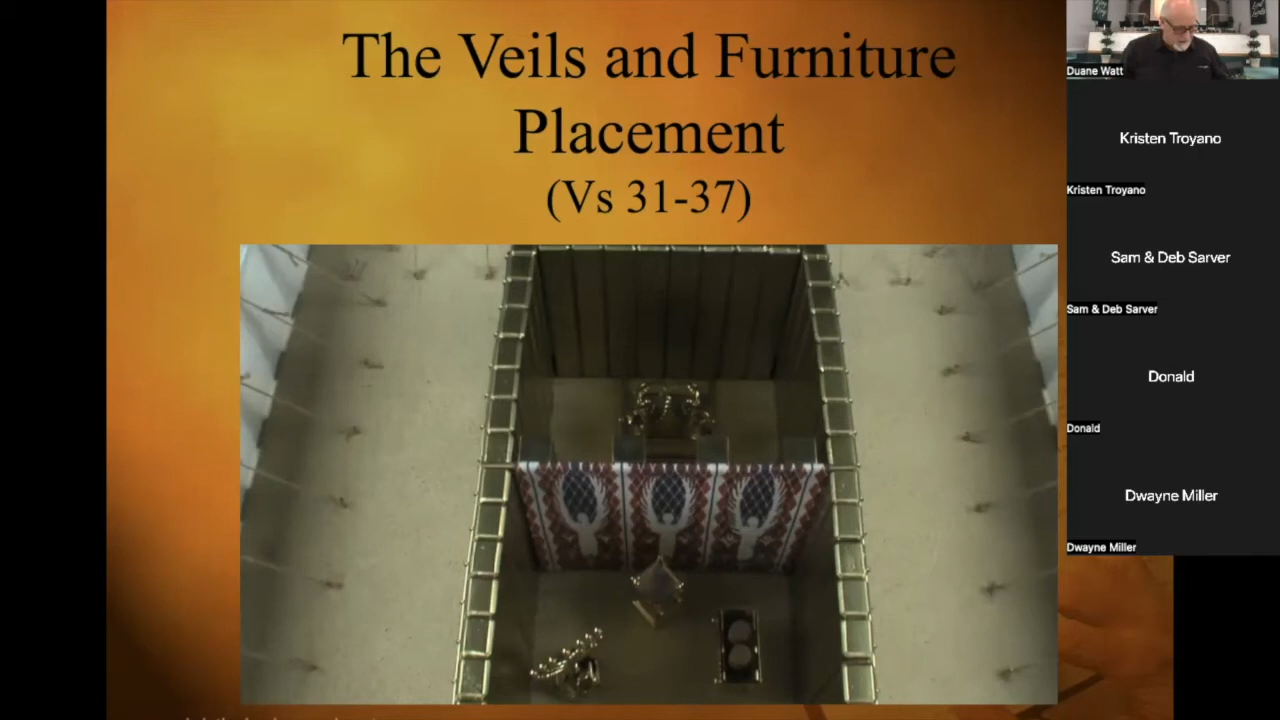 The Veils and Furniture
Placement
(Vs 31-37)
Duane Watt
Kristen Troyano
Kristen Troyano
Sam & Deb Sarver
Sam & Deb Sarver
Donald
Donald
Dwayne Miller
Dwayne Miller